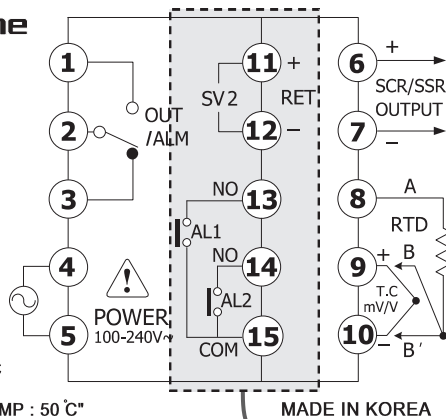 ne
1
2
3
4
5
OUT
/ALM
POWER
100-240V~
11 +
SV2 RET
12 −
NO 13
AL1
NO 14
AL2
COM 15
6 +
SCR/SSR
OUTPUT
7 −
8 A
RTD
9 + B
T.C
mV/V
10 − B'
MP : 50˚C"
MADE IN KOREA